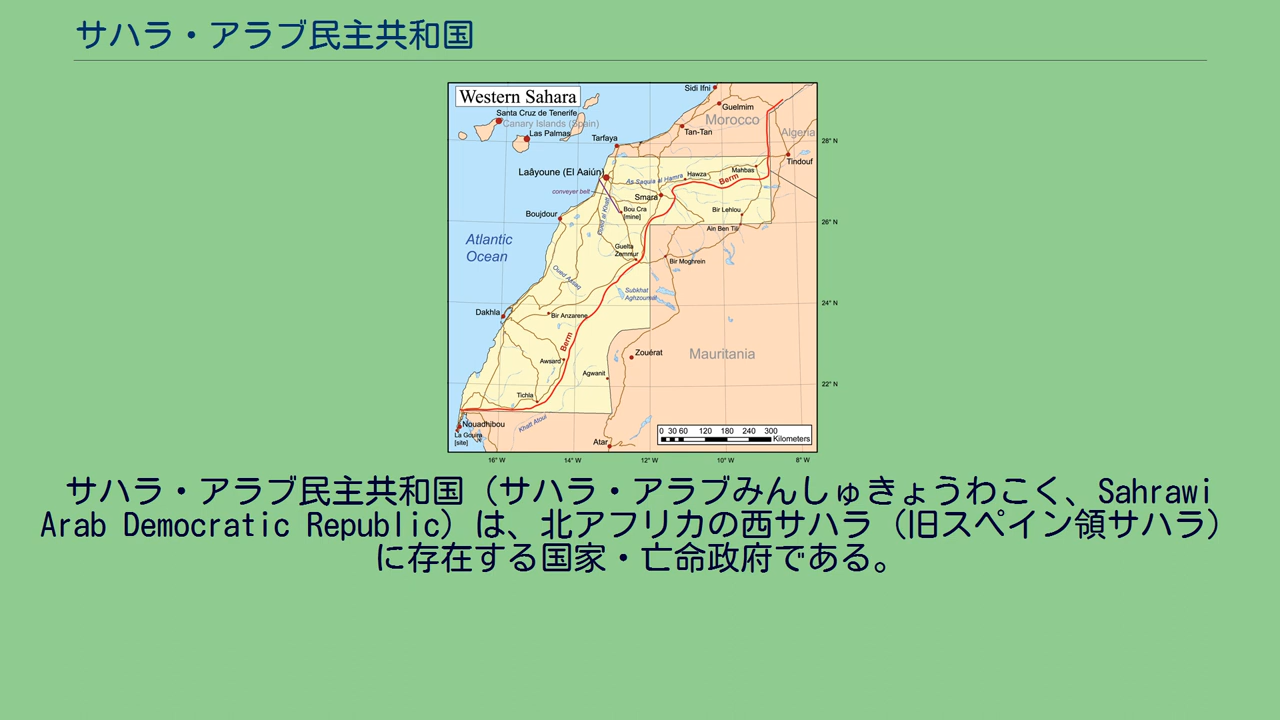 サハラ・アラブ民主共和国
Western Sahara
Sidi Ifni
Guelmim
Morocco
Santa Cruz de Tenerife
Canary Islands (Spain)
Las Palmas
Tan-Tan
Algeria
Tarfaya
28° N
Tindouf
Laâyoune (El Aaiún)
Mahbas
Hawza
As Saquia al Hamra
Berm
conveyer belt
Smara
Bou Cra
[mine]
Bir Lehlou
Boujdour
26° N
Ain Ben Tili
Atlantic
Ocean
Guelta
Zemmur
Bir Moghrein
Subkhat
Aghzoumal
24° N
Dakhla
Bir Anzarene
Berm
Zouérat
Mauritania
Awsard
Agwanit
22° N
Tichla
Nouadhibou
Khatt Atoui
La Gouira
[site]
Atar
0 30 60 120 180 240 300
Kilometers
16° W 14° W 12° W 10° W 8° W
サハラ・アラブ民主共和国（サハラ・アラブみんしゅきょうわこく、Sahrawi
Arab Democratic Republic）は、北アフリカの西サハラ（旧スペイン領サハラ）
に存在する国家・亡命政府である。